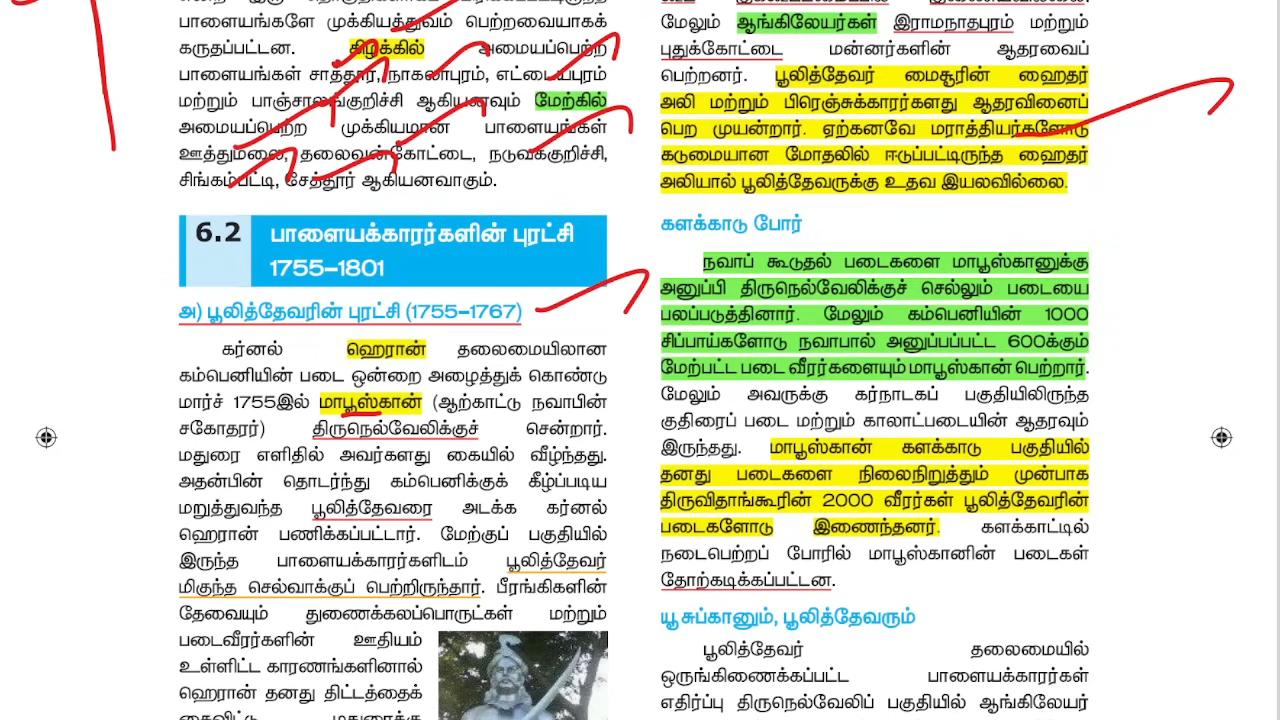 பாளையங்களே முக்கியத்துவம் பெற்றவையாகக்
கருதப்பட்டன. கிழக்கில் அமையப்பெற்ற
பாளையங்கள் சாத்தூர், நாகலாபுரம், எட்டையபுரம்
மற்றும் பாஞ்சாலங்குறிச்சி ஆகியனவும் மேற்கில்
அமையப்பெற்ற முக்கியமான பாளையங்கள்
ஊத்துமலை, தலைவன்கோட்டை, நடுவக்குறிச்சி,
சிங்கம்பட்டி, சேத்தூர் ஆகியனவாகும்.
6.2 பாளையக்காரர்களின் புரட்சி
1755–1801
அ) பூலித்தேவரின் புரட்சி (1755–1767)
கர்னல் ஹெரான் தலைமையிலான
கம்பெனியின் படை ஒன்றை அழைத்துக் கொண்டு
மார்ச் 1755இல் மாபூஸ்கான் (ஆற்காட்டு நவாபின்
சகோதரர்) திருநெல்வேலிக்குச் சென்றார்.
மதுரை எளிதில் அவர்களது கையில் வீழ்ந்தது.
அதன்பின் தொடர்ந்து கம்பெனிக்குக் கீழ்ப்படிய
மறுத்துவந்த பூலித்தேவரை அடக்க கர்னல்
ஹெரான் பணிக்கப்பட்டார். மேற்குப் பகுதியில்
இருந்த பாளையக்காரர்களிடம் பூலித்தேவர்
மிகுந்த செல்வாக்குப் பெற்றிருந்தார். பீரங்கிகளின்
தேவையும் துணைக்கலப்பொருட்கள் மற்றும்
படைவீரர்களின் ஊதியம்
உள்ளிட்ட காரணங்களினால்
ஹெரான் தனது திட்டத்தைக்
கைவிட்டு மதுரைக்கு
மேலும் ஆங்கிலேயர்கள் இராமநாதபுரம் மற்றும்
புதுக்கோட்டை மன்னர்களின் ஆதரவைப்
பெற்றனர். பூலித்தேவர் மைசூரின் ஹைதர்
அலி மற்றும் பிரெஞ்சுக்காரர்களது ஆதரவினைப்
பெற முயன்றார். ஏற்கனவே மராத்தியர்களோடு
கடுமையான மோதலில் ஈடுபட்டிருந்த ஹைதர்
அலியால் பூலித்தேவருக்கு உதவ இயலவில்லை.
களக்காடு போர்
நவாப் கூடுதல் படைகளை மாபூஸ்கானுக்கு
அனுப்பி திருநெல்வேலிக்குச் செல்லும் படையை
பலப்படுத்தினார். மேலும் கம்பெனியின் 1000
சிப்பாய்களோடு நவாபால் அனுப்பப்பட்ட 600க்கும்
மேற்பட்ட படை வீரர்களையும் மாபூஸ்கான் பெற்றார்.
மேலும் அவருக்கு கர்நாடகப் பகுதியிலிருந்த
குதிரைப் படை மற்றும் காலாட்படையின் ஆதரவும்
இருந்தது. மாபூஸ்கான் களக்காடு பகுதியில்
தனது படைகளை நிலைநிறுத்தும் முன்பாக
திருவிதாங்கூரின் 2000 வீரர்கள் பூலித்தேவரின்
படைகளோடு இணைந்தனர். களக்காட்டில்
நடைபெற்றப் போரில் மாபூஸ்கானின் படைகள்
தோற்கடிக்கப்பட்டன.
யூசுப்கானும், பூலித்தேவரும்
பூலித்தேவர் தலைமையில்
ஒருங்கிணைக்கப்பட்ட பாளையக்காரர்கள்
எதிர்ப்பு திருநெல்வேலிப் பகுதியில் ஆங்கிலேயர்